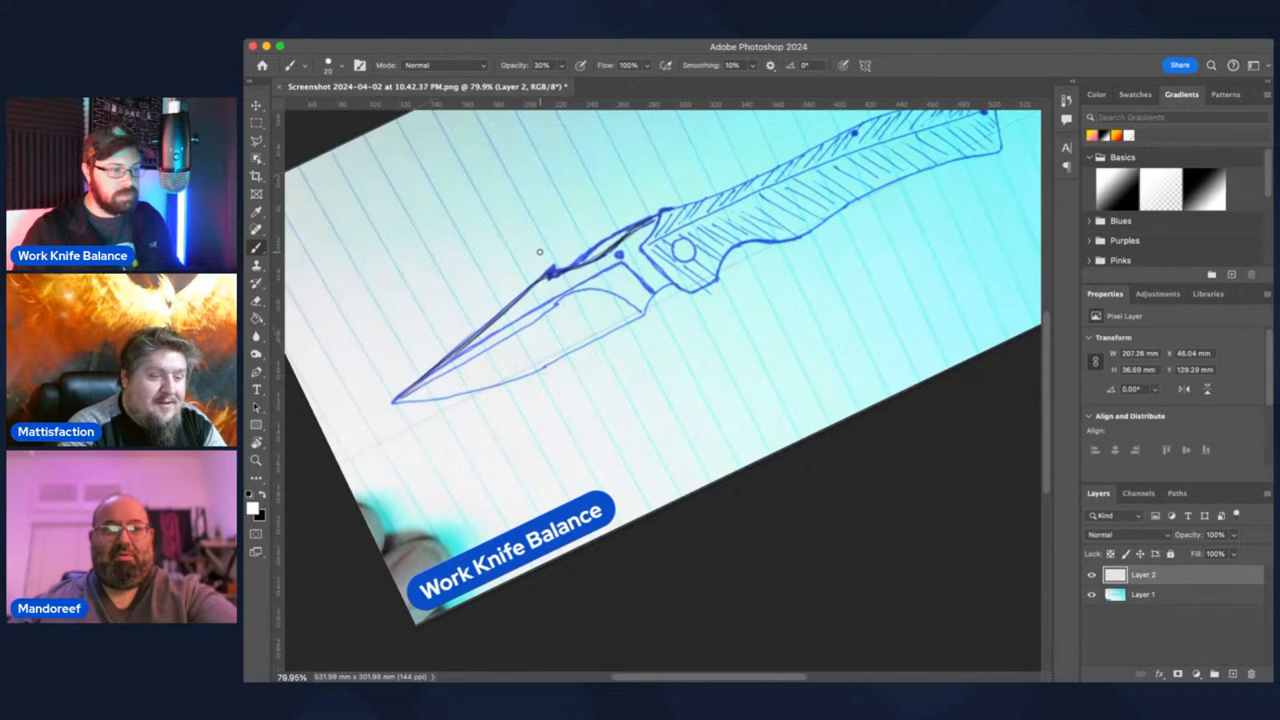 Adobe Photoshop 2024
20
Mode: Normal
Opacity: 30%
Flow: 100%
Smoothing: 10%
0°
Share
Screenshot 2024-04-02 at 10.42.37 PM.png @ 79.9% (Layer 2, RGB/8*) *
Color
Swatches
Gradients
Patterns
Search Gradients
Basics
Blues
Purples
Pinks
Properties
Adjustments
Libraries
Pixel Layer
Transform
W 207.26 mm
X 46.04 mm
H 36.69 mm
Y 129.29 mm
0.00°
Align and Distribute
Align:
Layers
Channels
Paths
Kind
Normal
Opacity: 100%
Lock:
Fill: 100%
Layer 2
Layer 1
Work Knife Balance
Mattisfaction
Mandoreef
Work Knife Balance
79.95%
531.99 mm x 301.98 mm (144 ppi)